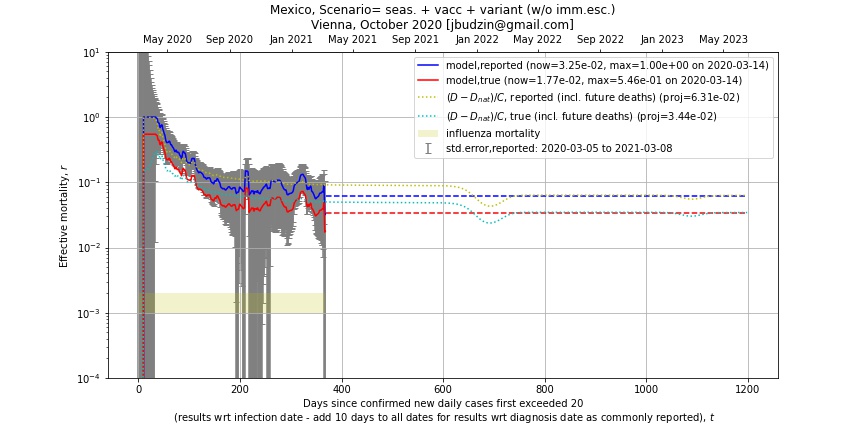 Mexico, Scenario= seas. + vacc + variant (w/o imm.esc.)
Vienna, October 2020 [jbudzin@gmail.com]
May 2020 Sep 2020 Jan 2021 May 2021 Sep 2021 Jan 2022 May 2022 Sep 2022 Jan 2023 May 2023
model,reported (now=3.25e-02, max=1.00e+00 on 2020-03-14)
model,true (now=1.77e-02, max=5.46e-01 on 2020-03-14)
(D − D_nat)/C, reported (incl. future deaths) (proj=6.31e-02)
(D − D_nat)/C, true (incl. future deaths) (proj=3.44e-02)
influenza mortality
std.error,reported: 2020-03-05 to 2021-03-08
Effective mortality, r
10¹
10⁰
10⁻¹
10⁻²
10⁻³
10⁻⁴
0 200 400 600 800 1000 1200
Days since confirmed new daily cases first exceeded 20
(results wrt infection date - add 10 days to all dates for results wrt diagnosis date as commonly reported), t